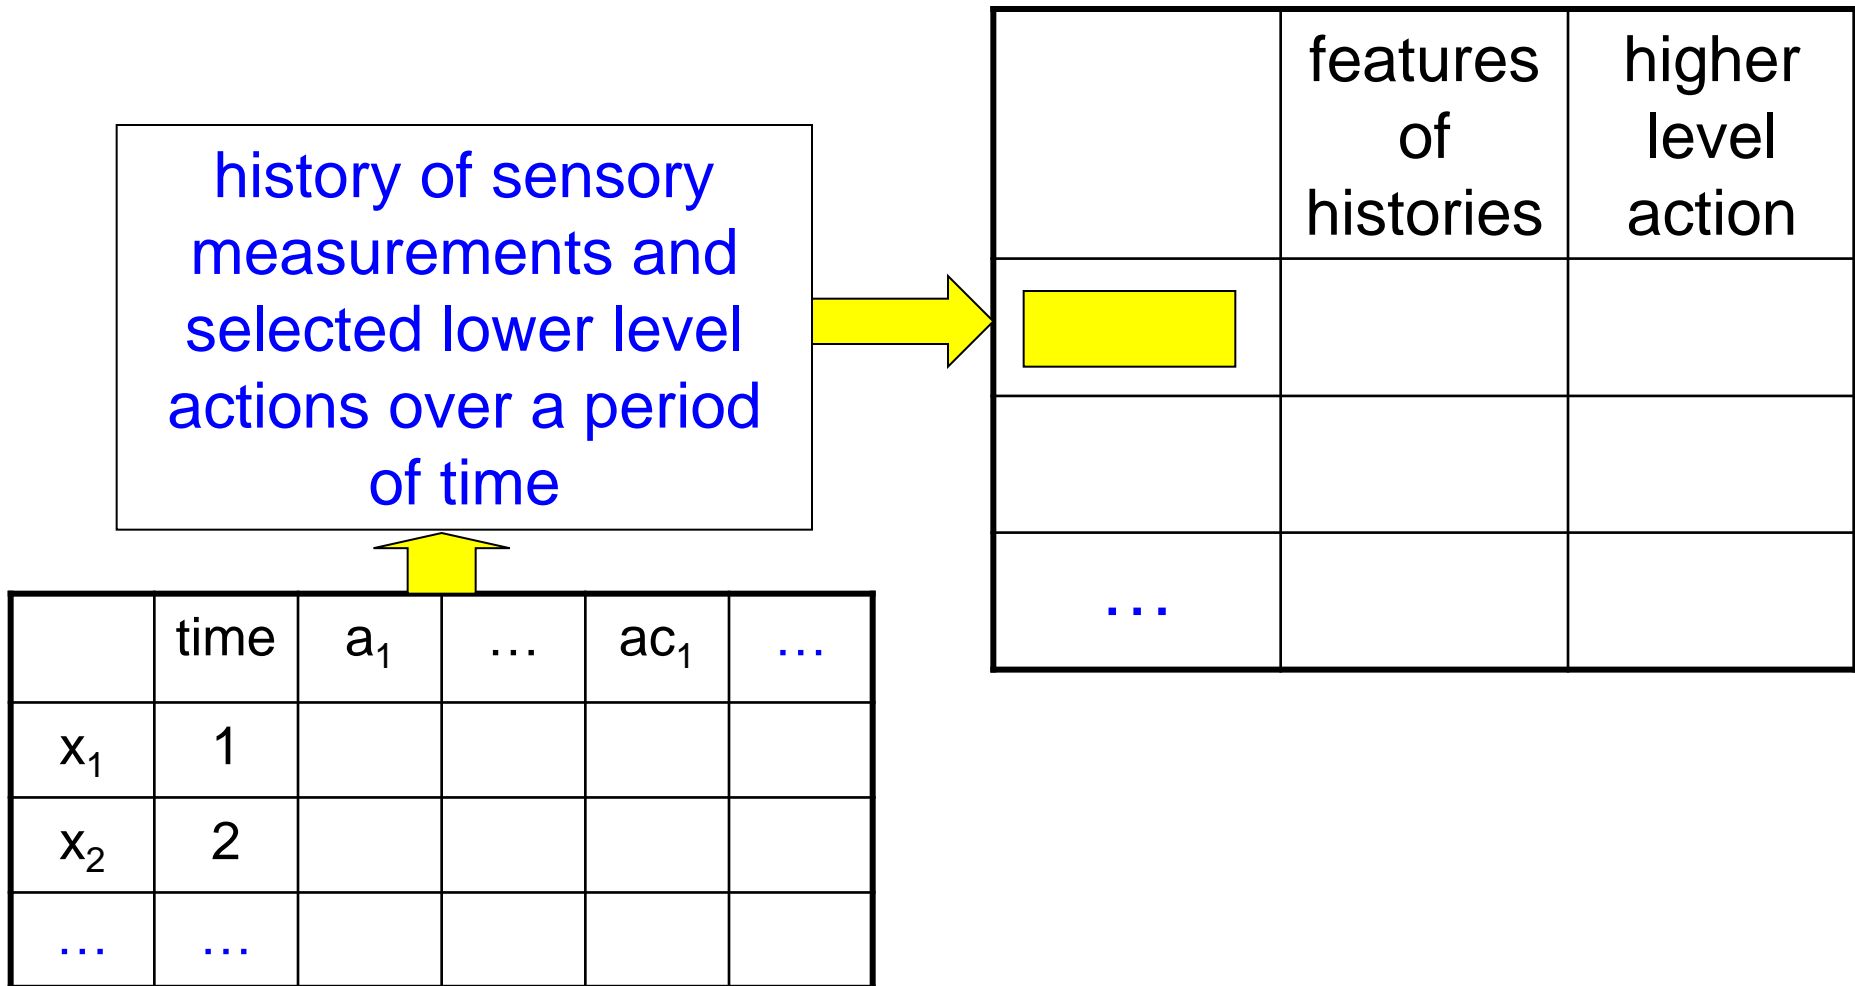 history of sensory
measurements and
selected lower level
actions over a period
of time
features
of
histories
higher
level
action
…
time a₁ … ac₁ …
x₁ 1
x₂ 2
… …